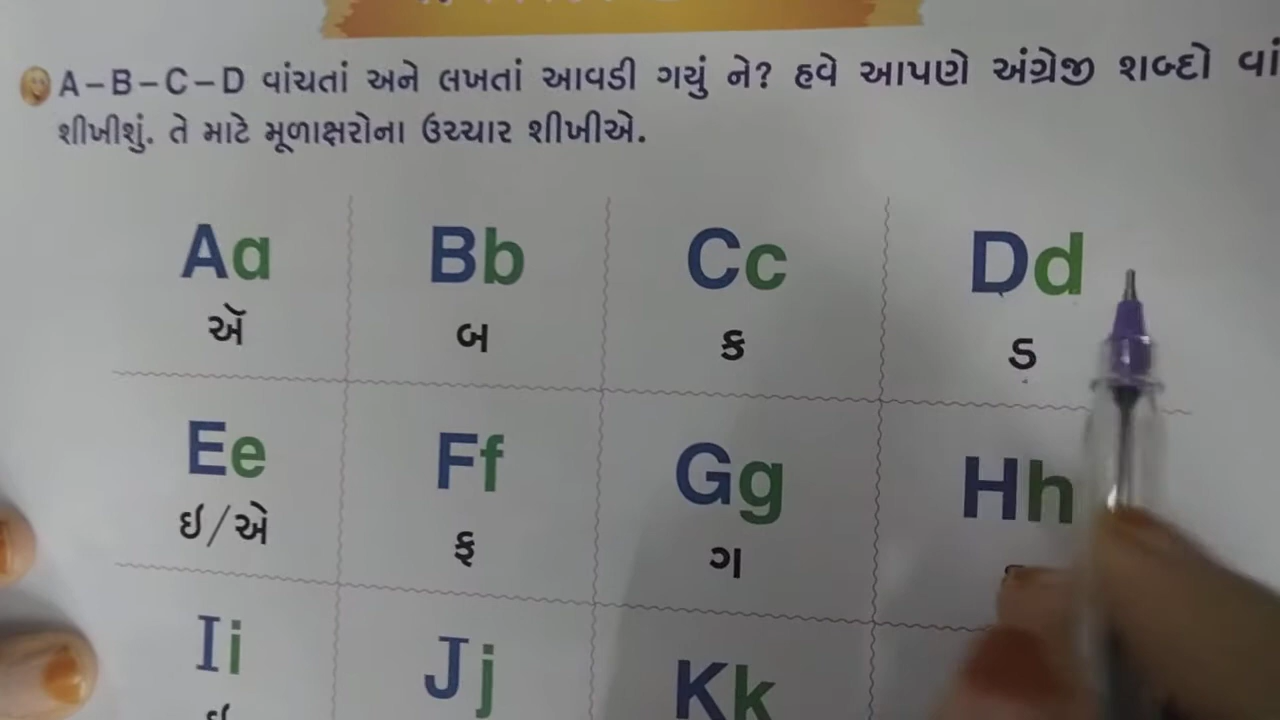 A-B-C-D વાંચતાં અને લખતાં આવડી ગયું ને? હવે આપણે અંગ્રેજી શબ્દો
શીખીશું. તે માટે મૂળાક્ષરોના ઉચ્ચાર શીખીએ.
Aa Bb Cc Dd
ઍ બ ક ડ
Ee Ff Gg Hh
ઇ/એ ફ ગ
Ii Jj Kk